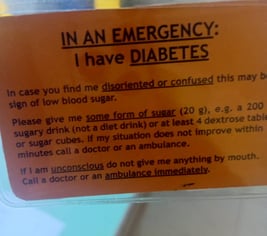 IN AN EMERGENCY:
I have DIABETES
In case you find me disoriented or confused this may b
sign of low blood sugar.
Please give me some form of sugar (20 g), e.g. a 200
sugary drink (not a diet drink) or at least 4 dextrose table
or sugar cubes. If my situation does not improve within
minutes call a doctor or an ambulance.
If I am unconscious do not give me anything by mouth.
Call a doctor or an ambulance immediately.